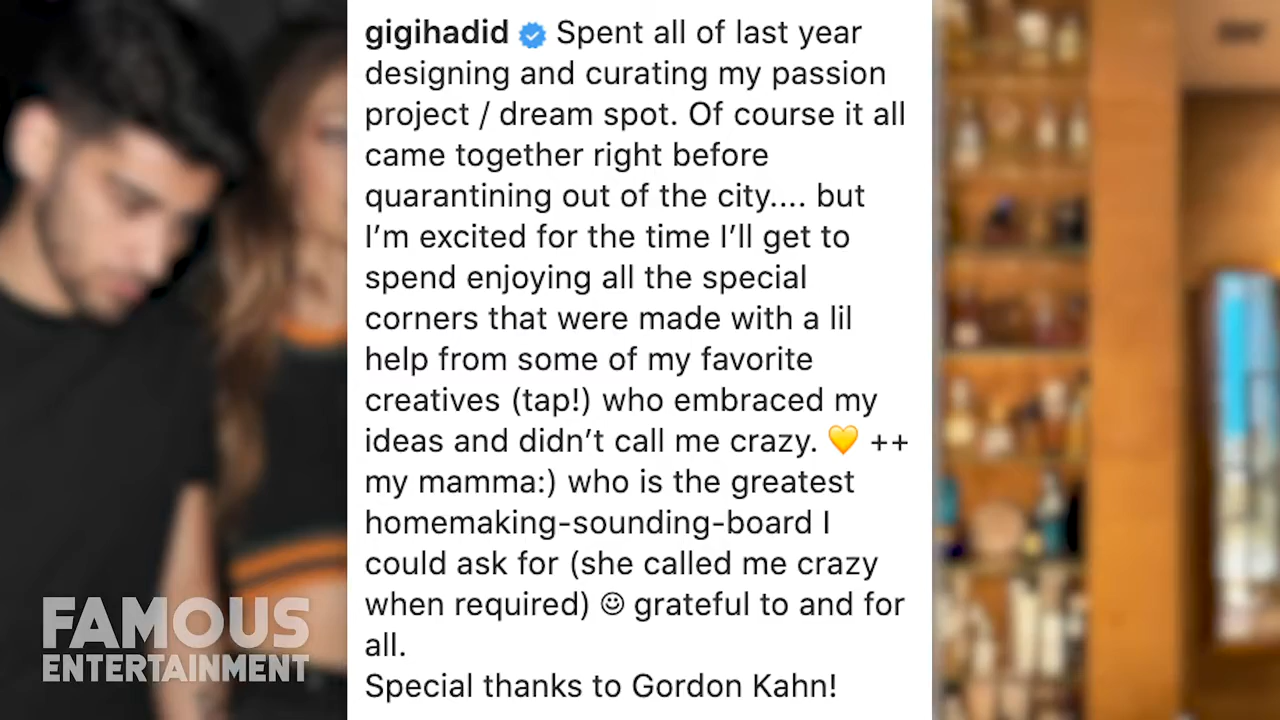 gigihadid Spent all of last year
designing and curating my passion
project / dream spot. Of course it all
came together right before
quarantining out of the city.... but
I’m excited for the time I’ll get to
spend enjoying all the special
corners that were made with a lil
help from some of my favorite
creatives (tap!) who embraced my
ideas and didn’t call me crazy. 💛 ++
my mamma:) who is the greatest
homemaking-sounding-board I
could ask for (she called me crazy
when required) ☺ grateful to and for
all.
Special thanks to Gordon Kahn!
FAMOUS
ENTERTAINMENT